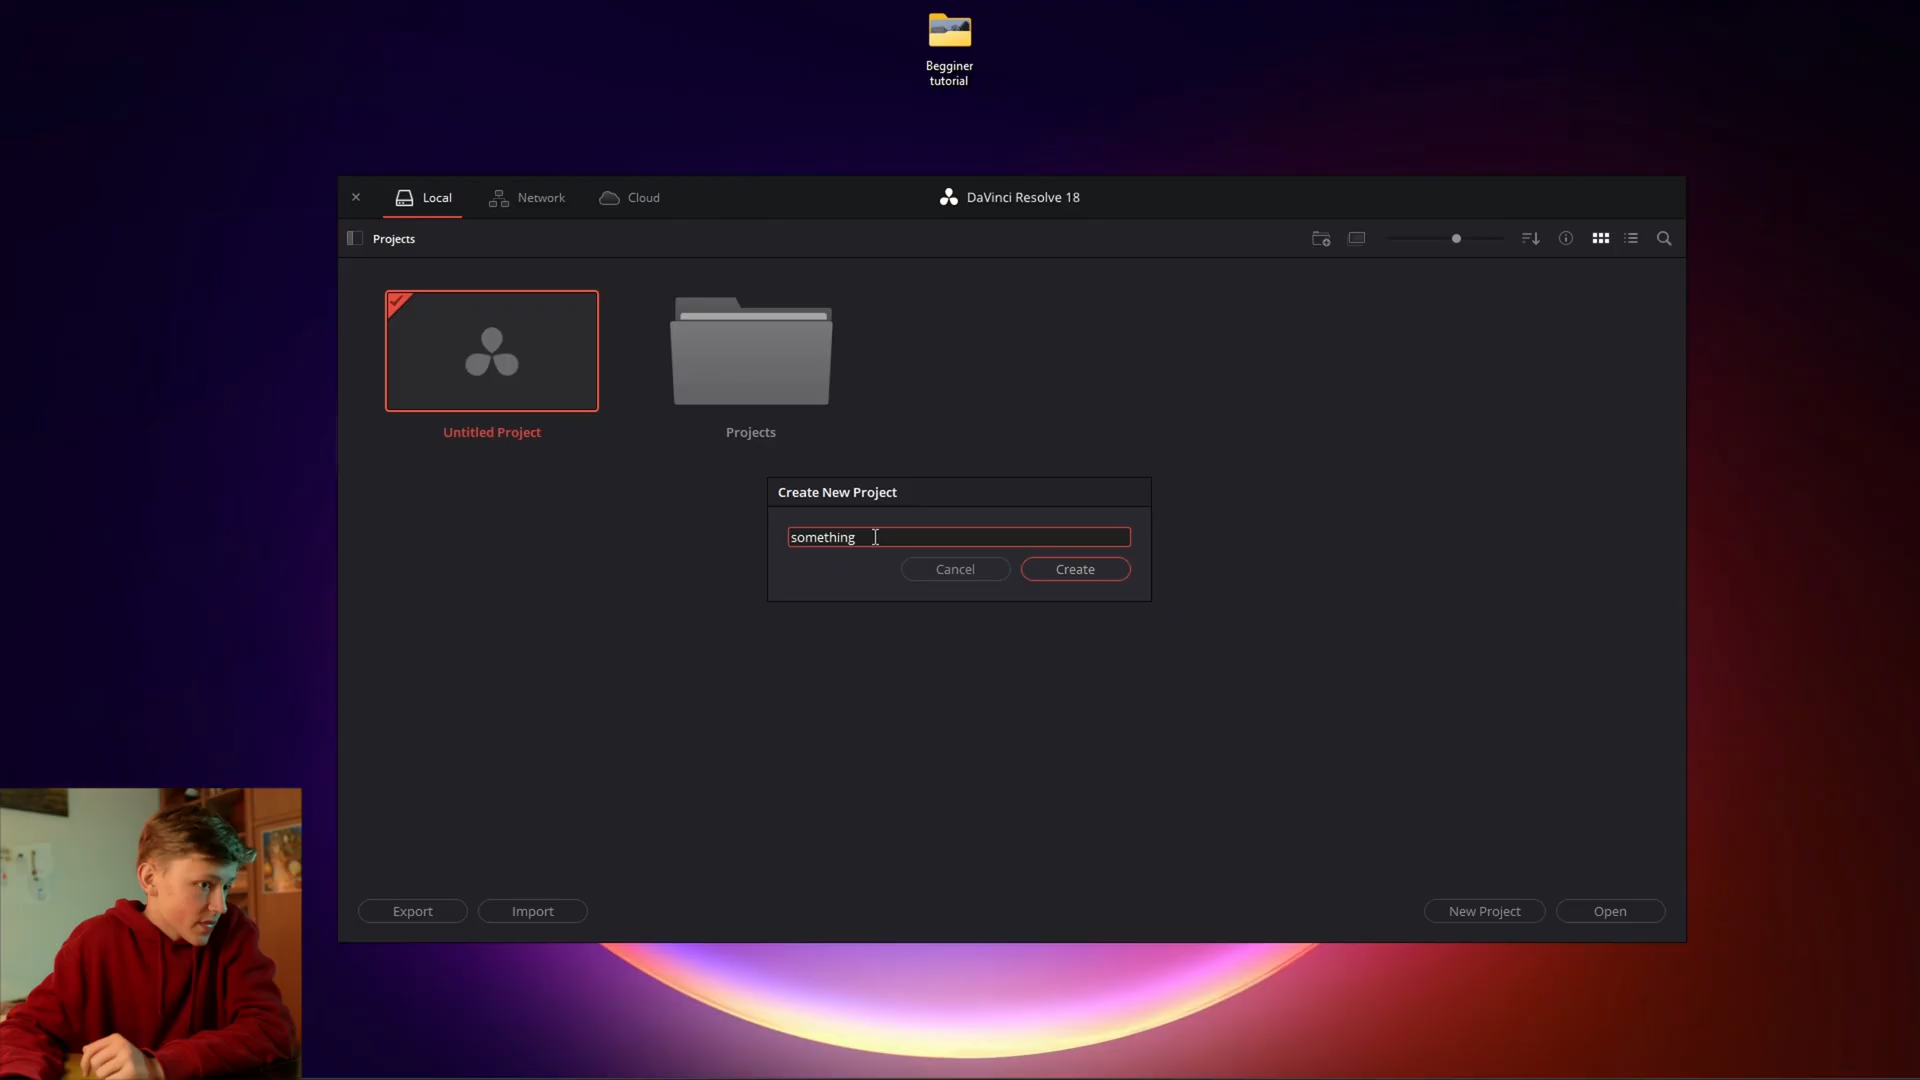 Begginer
tutorial
Local
Network
Cloud
DaVinci Resolve 18
Projects
Untitled Project
Projects
Create New Project
something
Cancel
Create
Export
Import
New Project
Open